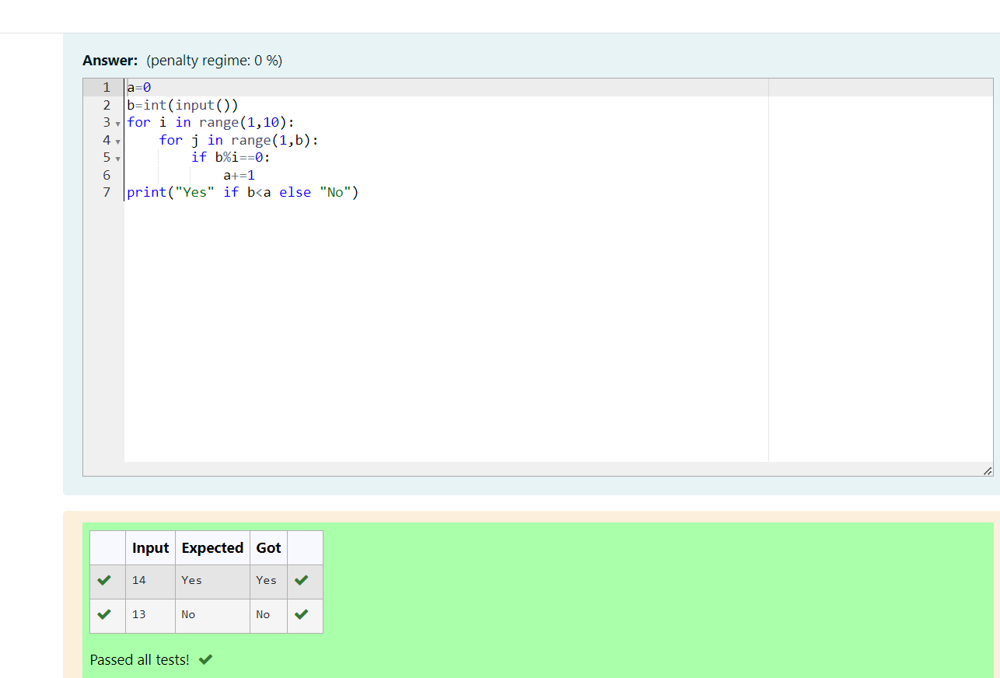 Answer: (penalty regime: 0 %)
1 a=0
2 b=int(input())
3 for i in range(1,10):
4     for j in range(1,b):
5         if b%i==0:
6             a+=1
7 print("Yes" if b<a else "No")
Input Expected Got
14 Yes Yes
13 No No
Passed all tests!